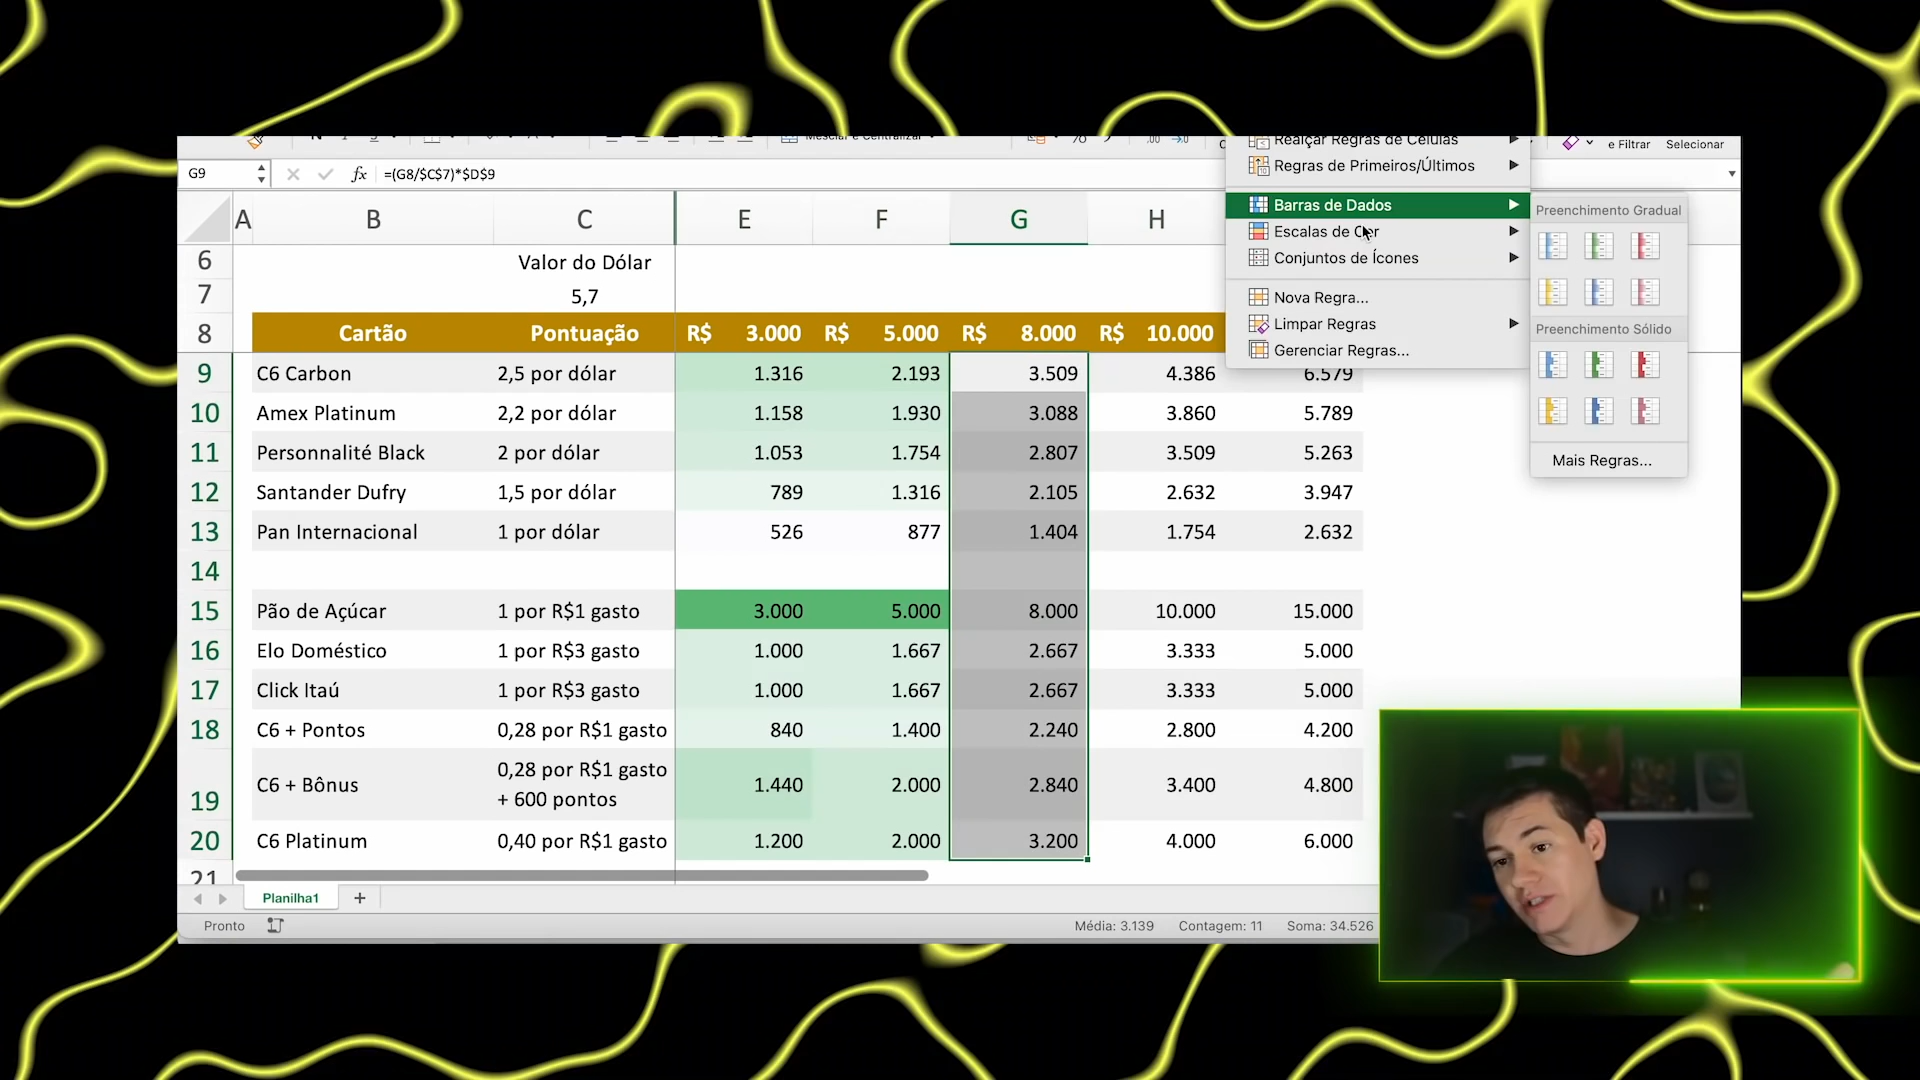 Mesclar e Centralizar
Realçar Regras de Células
e Filtrar Selecionar
G9 fx =(G8/$C$7)*$D$9
Regras de Primeiros/Últimos
Barras de Dados
Escalas de Cor
Conjuntos de Ícones
Nova Regra...
Limpar Regras
Gerenciar Regras...
Preenchimento Gradual
Preenchimento Sólido
Mais Regras...
A B C E F G H
6 Valor do Dólar
7 5,7
8 Cartão Pontuação R$ 3.000 R$ 5.000 R$ 8.000 R$ 10.000
9 C6 Carbon 2,5 por dólar 1.316 2.193 3.509 4.386 6.579
10 Amex Platinum 2,2 por dólar 1.158 1.930 3.088 3.860 5.789
11 Personnalité Black 2 por dólar 1.053 1.754 2.807 3.509 5.263
12 Santander Dufry 1,5 por dólar 789 1.316 2.105 2.632 3.947
13 Pan Internacional 1 por dólar 526 877 1.404 1.754 2.632
14
15 Pão de Açúcar 1 por R$1 gasto 3.000 5.000 8.000 10.000 15.000
16 Elo Doméstico 1 por R$3 gasto 1.000 1.667 2.667 3.333 5.000
17 Click Itaú 1 por R$3 gasto 1.000 1.667 2.667 3.333 5.000
18 C6 + Pontos 0,28 por R$1 gasto 840 1.400 2.240 2.800 4.200
19 C6 + Bônus 0,28 por R$1 gasto
+ 600 pontos 1.440 2.000 2.840 3.400 4.800
20 C6 Platinum 0,40 por R$1 gasto 1.200 2.000 3.200 4.000 6.000
21
Planilha1 +
Pronto Média: 3.139 Contagem: 11 Soma: 34.526